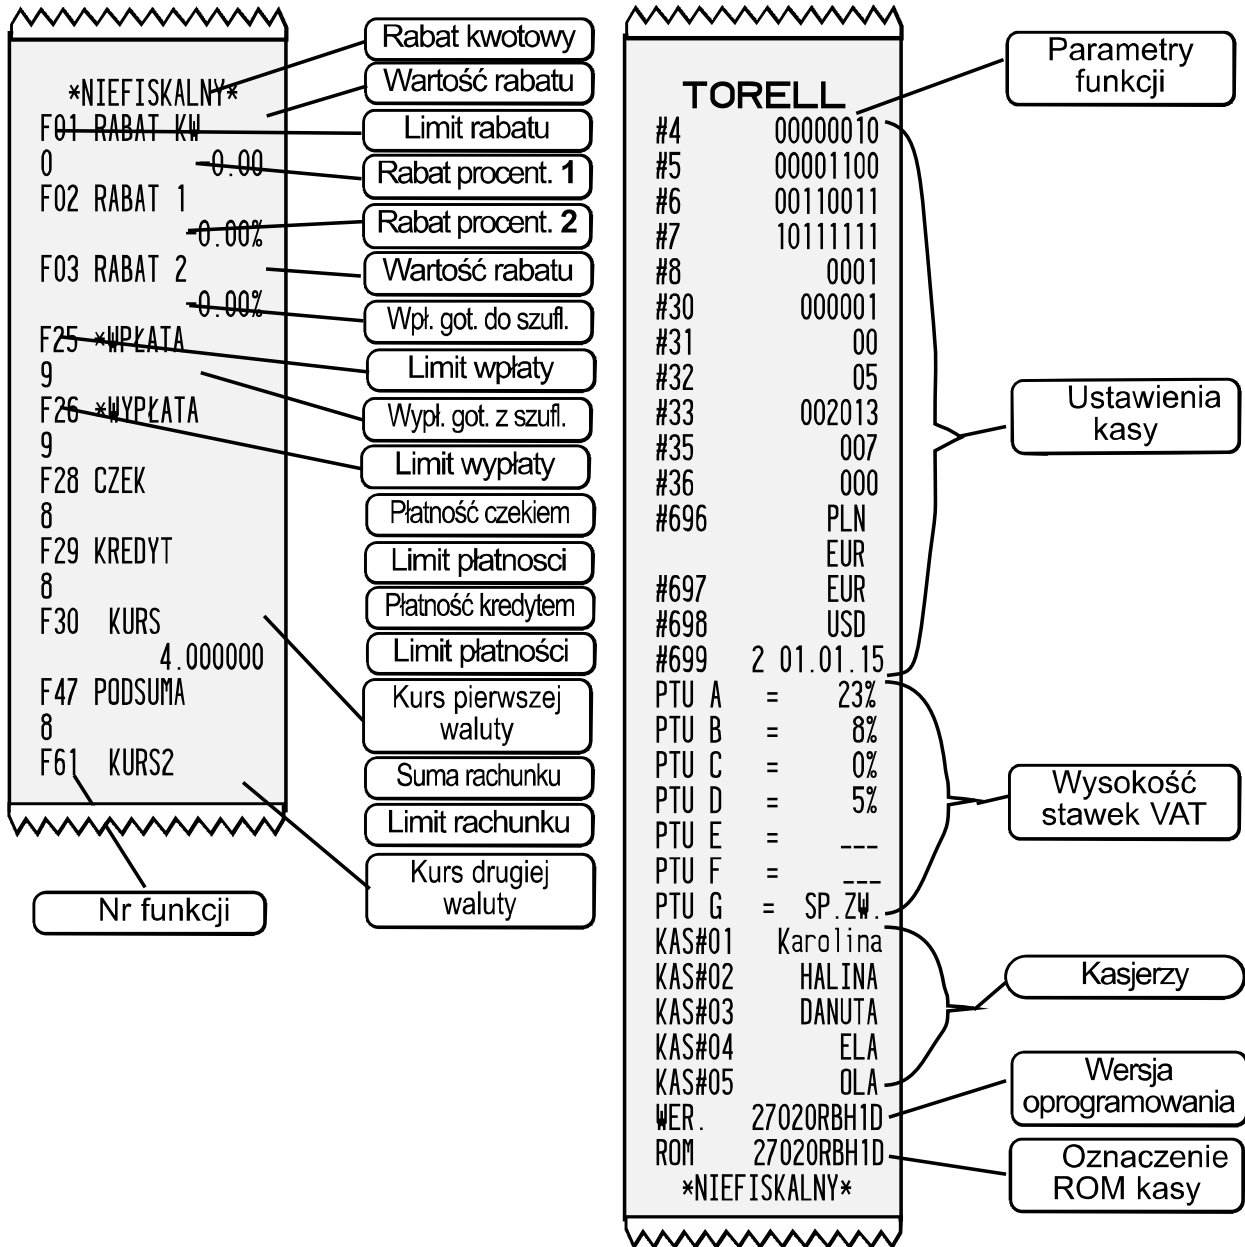 *NIEFISKALNY*
F01 RABAT KW
0 -0.00
F02 RABAT 1
-0.00%
F03 RABAT 2
-0.00%
F25 *WPŁATA
9
F26 *WYPŁATA
9
F28 CZEK
8
F29 KREDYT
8
F30 KURS
4.000000
F47 PODSUMA
8
F61 KURS2
Nr funkcji
Rabat kwotowy
Wartość rabatu
Limit rabatu
Rabat procent. 1
Rabat procent. 2
Wartość rabatu
Wpł. got. do szufl.
Limit wpłaty
Wypł. got. z szufl.
Limit wypłaty
Płatność czekiem
Limit płatnosci
Płatność kredytem
Limit płatności
Kurs pierwszej
waluty
Suma rachunku
Limit rachunku
Kurs drugiej
waluty
TORELL
#4 00000010
#5 00001100
#6 00110011
#7 10111111
#8 0001
#30 000001
#31 00
#32 05
#33 002013
#35 007
#36 000
#696 PLN
EUR
#697 EUR
#698 USD
#699 2 01.01.15
PTU A = 23%
PTU B = 8%
PTU C = 0%
PTU D = 5%
PTU E = ___
PTU F = ___
PTU G = SP.ZW.
KAS#01 Karolina
KAS#02 HALINA
KAS#03 DANUTA
KAS#04 ELA
KAS#05 OLA
WER. 27020RBH1D
ROM 27020RBH1D
*NIEFISKALNY*
Parametry
funkcji
Ustawienia
kasy
Wysokość
stawek VAT
Kasjerzy
Wersja
oprogramowania
Oznaczenie
ROM kasy